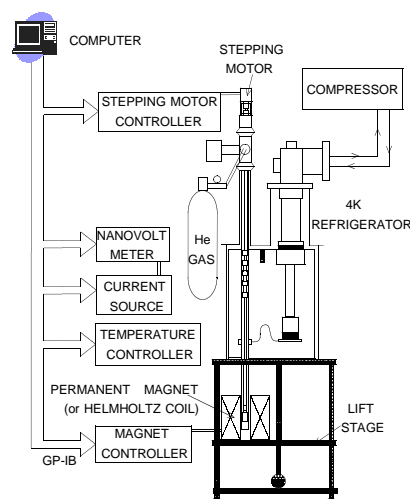 COMPUTER
STEPPING
MOTOR
COMPRESSOR
STEPPING MOTOR
CONTROLLER
4K
REFRIGERATOR
He
GAS
NANOVOLT
METER
CURRENT
SOURCE
TEMPERATURE
CONTROLLER
PERMANENT MAGNET
(or HELMHOLTZ COIL)
LIFT
STAGE
MAGNET
CONTROLLER
GP-IB